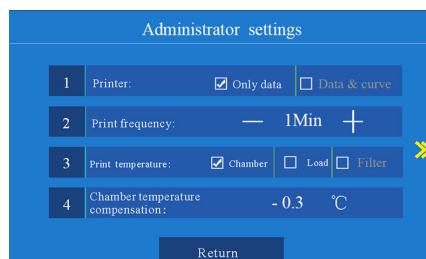 Administrator settings
1 Printer: Only data Data & curve
2 Print frequency: — 1Min +
3 Print temperature: Chamber Load Filter
4 Chamber temperature
compensation: - 0.3 ℃
Return